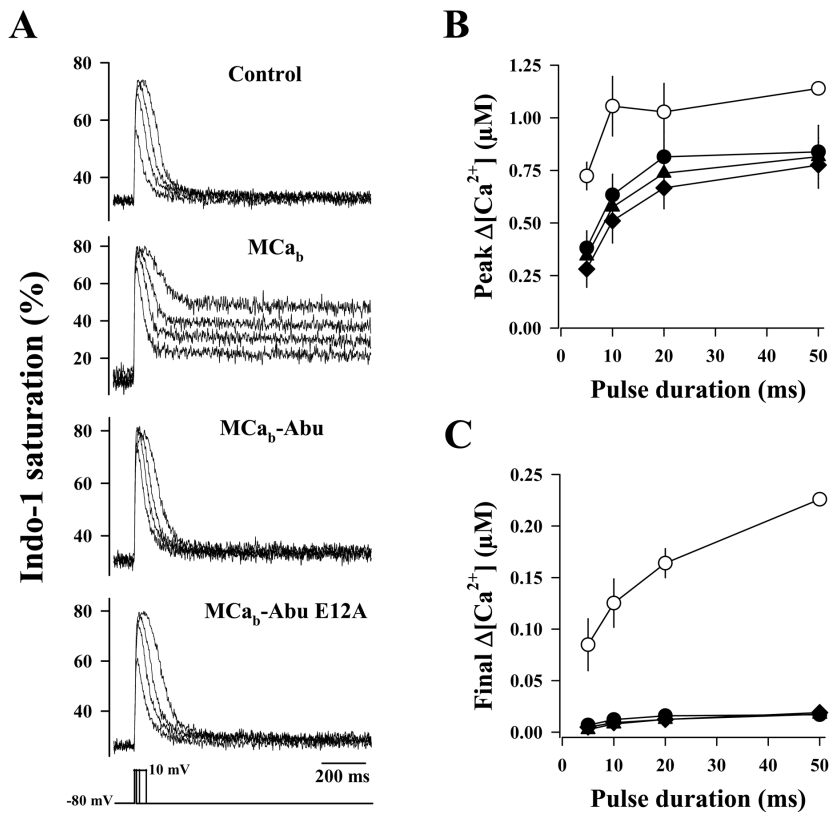 A
Indo-1 saturation (%)
Control
80
60
40
MCab
80
60
40
20
MCab-Abu
80
60
40
MCab-Abu E12A
80
60
40
200 ms
10 mV
-80 mV
B
Peak Δ[Ca2+] (µM)
1.25
1.00
0.75
0.50
0.25
0.00
0 10 20 30 40 50
Pulse duration (ms)
C
Final Δ[Ca2+] (µM)
0.25
0.20
0.15
0.10
0.05
0.00
0 10 20 30 40 50
Pulse duration (ms)